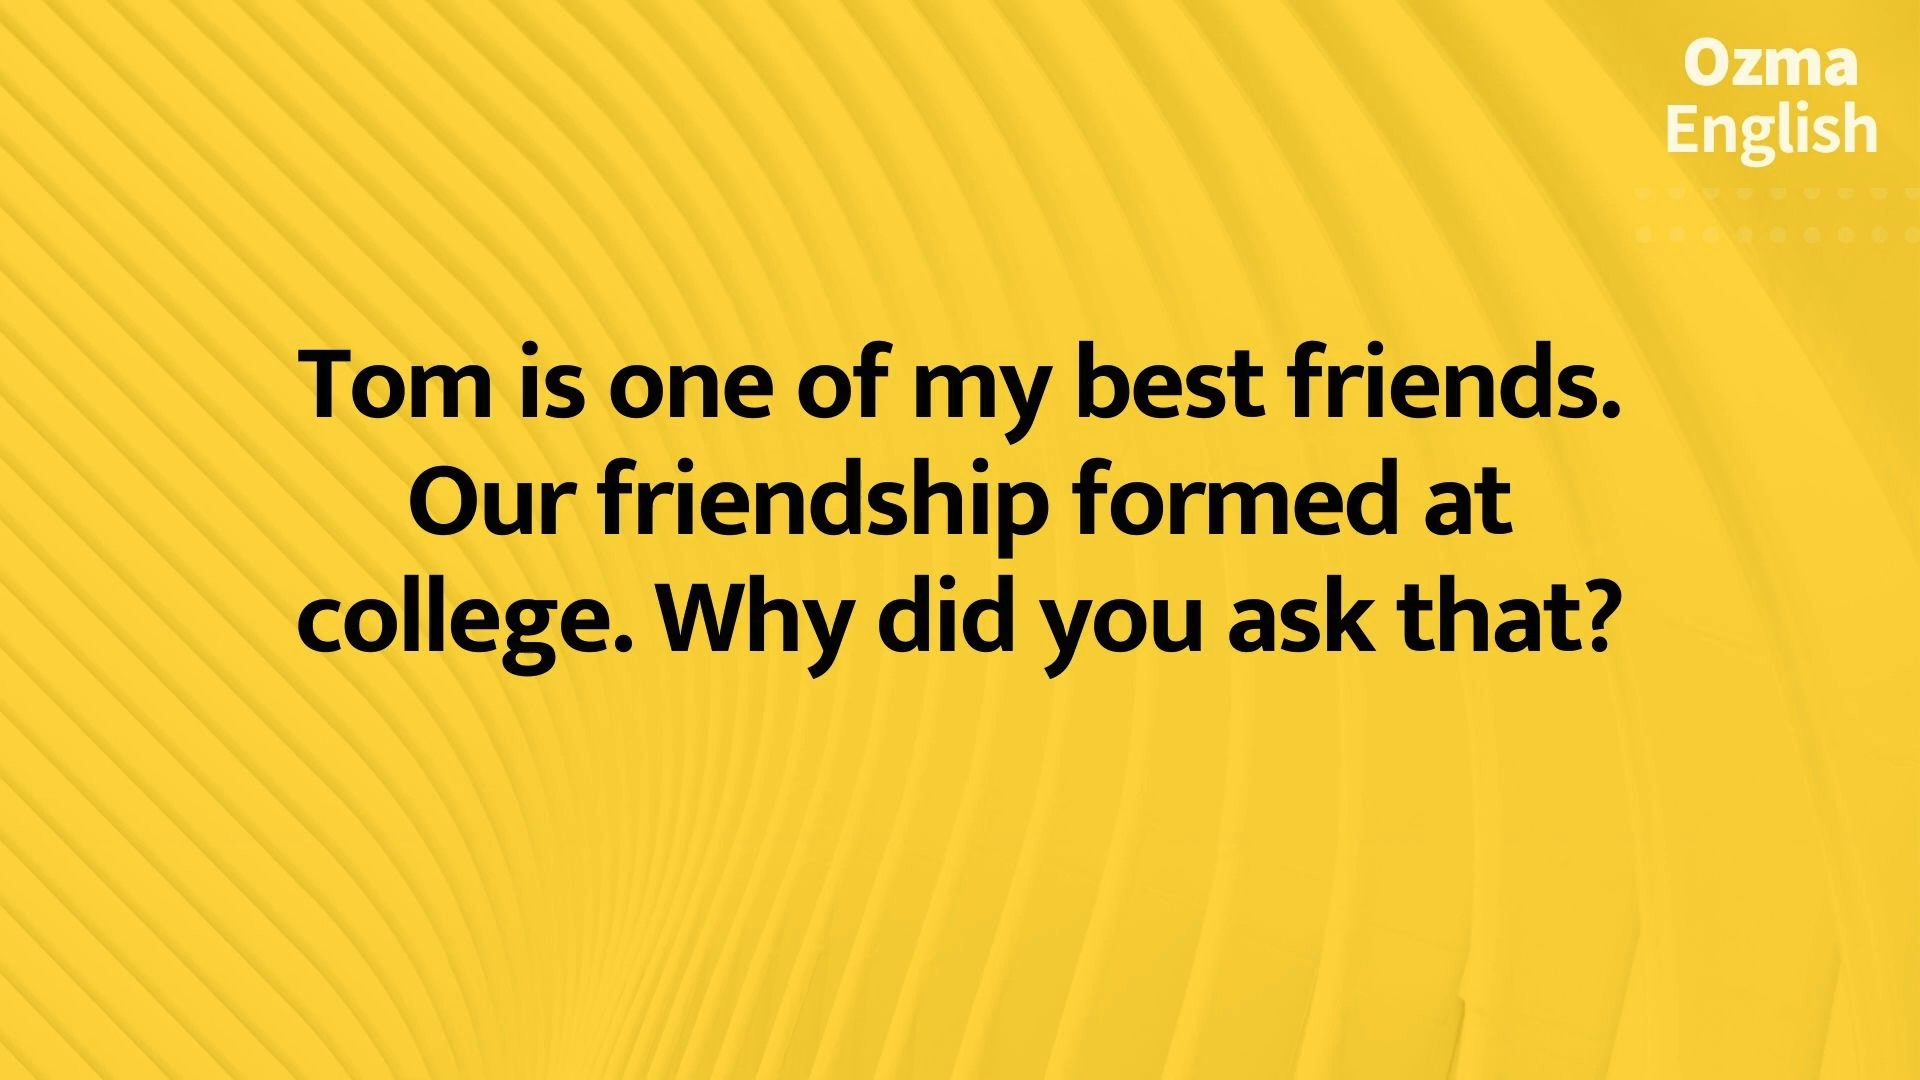 Ozma
English
Tom is one of my best friends.
Our friendship formed at
college. Why did you ask that?